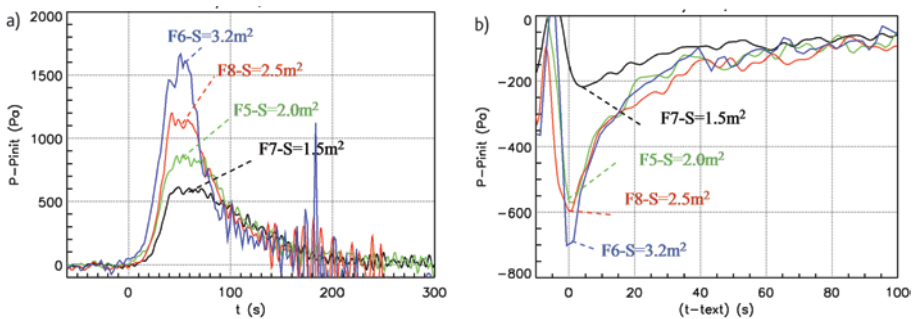 a)
2000
1500
1000
500
0
P-Pinit (Pa)
F6-S=3.2m²
F8-S=2.5m²
F5-S=2.0m²
F7-S=1.5m²
0 100 200 300
t (s)
b)
0
-200
-400
-600
-800
P-Pinit (Pa)
F7-S=1.5m²
F5-S=2.0m²
F8-S=2.5m²
F6-S=3.2m²
0 20 40 60 80 100
(t-text) (s)